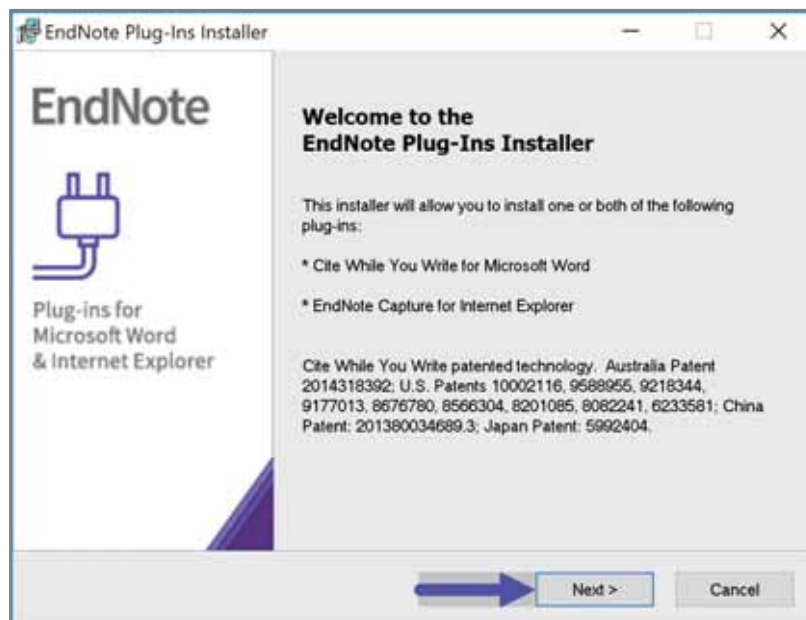 EndNote Plug-Ins Installer
EndNote
Plug-ins for
Microsoft Word
& Internet Explorer
Welcome to the
EndNote Plug-Ins Installer
This installer will allow you to install one or both of the following
plug-ins:
* Cite While You Write for Microsoft Word
* EndNote Capture for Internet Explorer
Cite While You Write patented technology. Australia Patent
2014318392; U.S. Patents 10002116, 9588955, 9218344,
9177013, 8676780, 8566304, 8201085, 8082241, 6233581; China
Patent: 201380034689.3; Japan Patent: 5992404.
Next >
Cancel